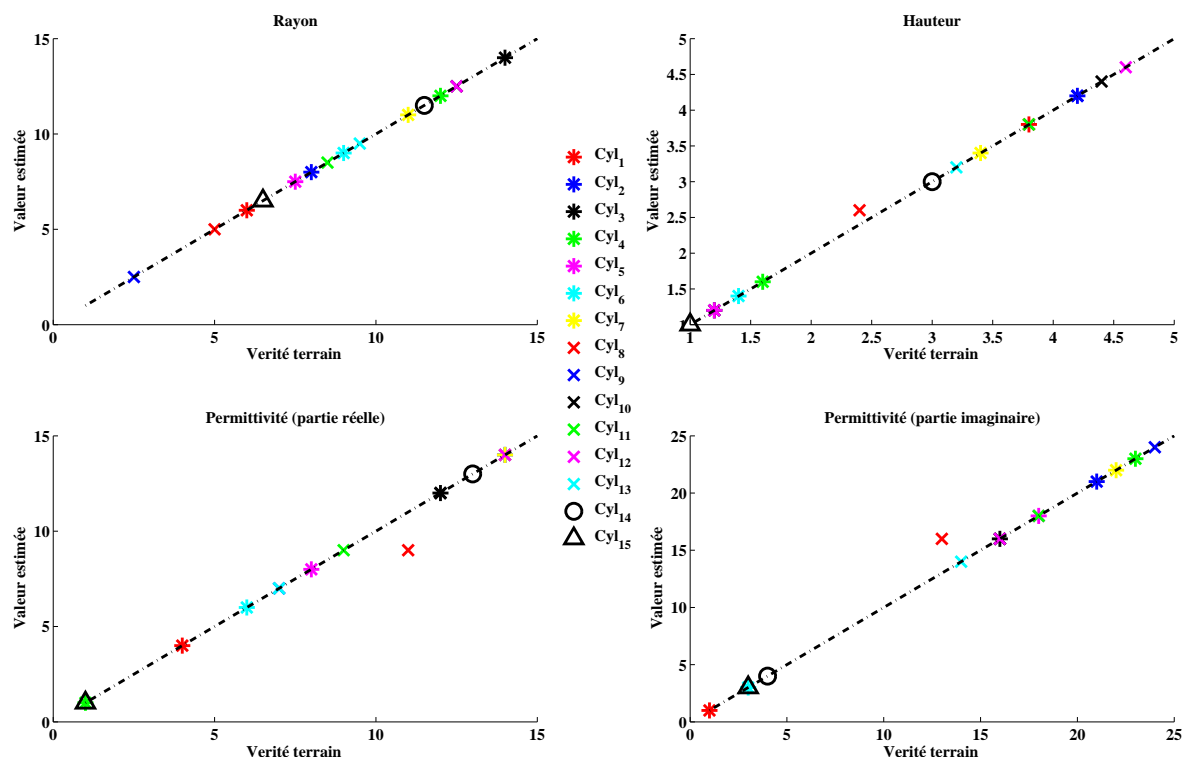 Rayon
15
10
5
0
5
10
15
Valeur estimée
Verité terrain
Hauteur
5
4.5
4
3.5
3
2.5
2
1.5
1
1
1.5
2
2.5
3
3.5
4
4.5
5
Valeur estimée
Verité terrain
Cyl1
Cyl2
Cyl3
Cyl4
Cyl5
Cyl6
Cyl7
Cyl8
Cyl9
Cyl10
Cyl11
Cyl12
Cyl13
Cyl14
Cyl15
Permittivité (partie réelle)
15
10
5
0
0
5
10
15
Valeur estimée
Verité terrain
Permittivité (partie imaginaire)
25
20
15
10
5
0
0
5
10
15
20
25
Valeur estimée
Verité terrain